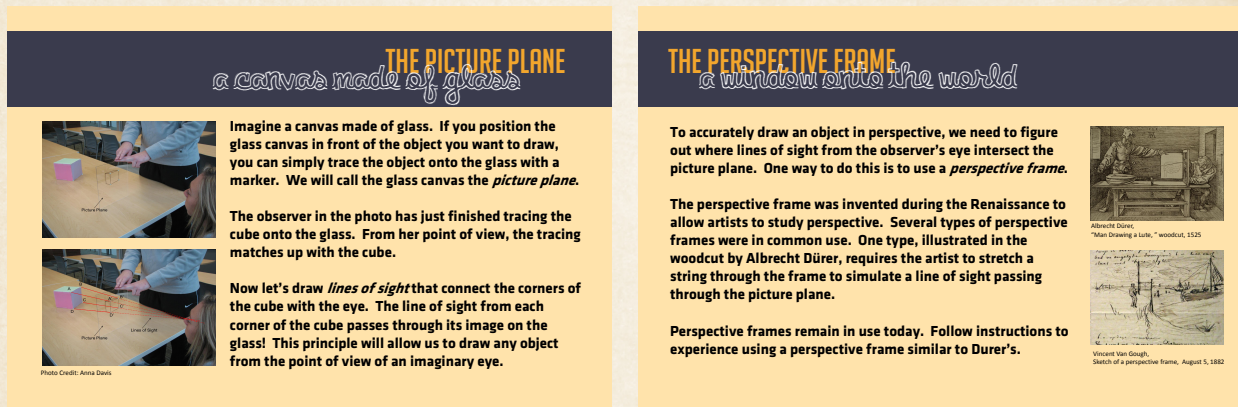 THE PICTURE PLANE
a canvas made of glass
Picture Plane
Lines of Sight
Picture Plane
Photo Credit: Anna Davis
Imagine a canvas made of glass.  If you position the
glass canvas in front of the object you want to draw,
you can simply trace the object onto the glass with a
marker.  We will call the glass canvas the picture plane.
The observer in the photo has just finished tracing the
cube onto the glass.  From her point of view, the tracing
matches up with the cube.
Now let's draw lines of sight that connect the corners of
the cube with the eye.  The line of sight from each
corner of the cube passes through its image on the
glass!  This principle will allow us to draw any object
from the point of view of an imaginary eye.
THE PERSPECTIVE FRAME
a window onto the world
To accurately draw an object in perspective, we need to figure
out where lines of sight from the observer's eye intersect the
picture plane.  One way to do this is to use a perspective frame.
The perspective frame was invented during the Renaissance to
allow artists to study perspective.  Several types of perspective
frames were in common use.  One type, illustrated in the
woodcut by Albrecht Dürer, requires the artist to stretch a
string through the frame to simulate a line of sight passing
through the picture plane.
Perspective frames remain in use today.  Follow instructions to
experience using a perspective frame similar to Durer's.
Albrecht Dürer,
"Man Drawing a Lute, " woodcut, 1525
Vincent Van Gough,
Sketch of a perspective frame,  August 5, 1882